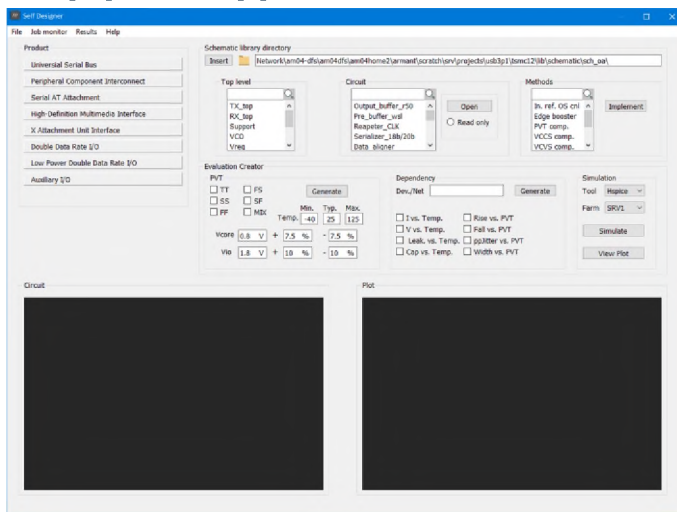 Self Designer
File Job monitor Results Help
Product
Universial Serial Bus
Peripheral Component Interconnect
Serial AT Attachment
High-Definition Multimedia Interface
X Attachment Unit Interface
Double Data Rate I/O
Low Power Double Data Rate I/O
Auxiliary I/O
Schematic library directory
Insert Network\am04-dfs\am04dfs\am04home2\armant\scratch\srv\projects\usb3p1\tsmc12\lib\schematic\sch_oa\
Top level
TX_top
RX_top
Support
VCO
Vreg
Circuit
Output_buffer_r50
Pre_buffer_wsl
Reapeter_CLK
Serializer_18b/20b
Data_aligner
Open
Read only
Methods
In. ref. OS cnl
Edge booster
PVT comp.
VCCS comp.
VCVS comp.
Implement
Evaluation Creator
PVT
TT FS
SS SF
FF MIX
Generate
Min. Typ. Max.
Temp. -40 25 125
Vcore 0.8 V + 7.5 % - 7.5 %
Vio 1.8 V + 10 % - 10 %
Dependency
Dev./Net Generate
I vs. Temp. Rise vs. PVT
V vs. Temp. Fall vs. PVT
Leak. vs. Temp. ppJitter vs. PVT
Cap vs. Temp. Width vs. PVT
Simulation
Tool Hspice
Farm SRV1
Simulate
View Plot
Circuit
Plot